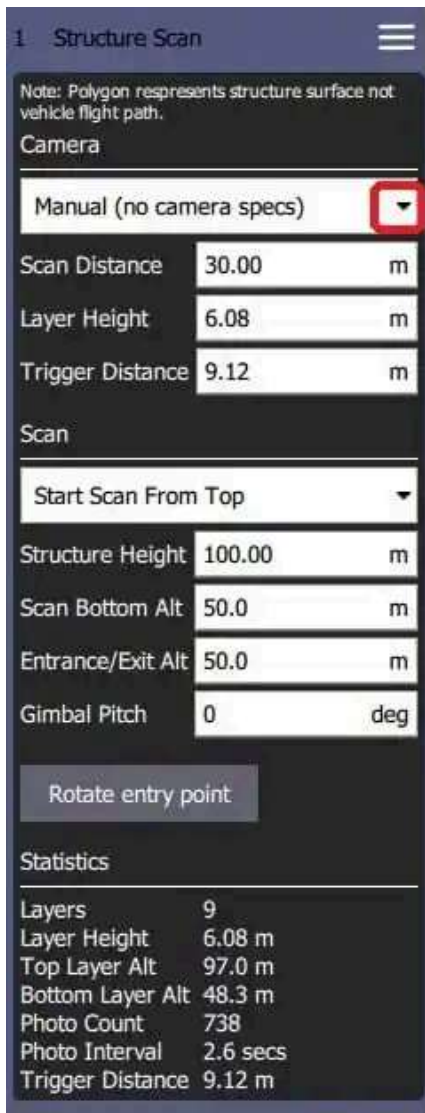 1 Structure Scan
Note: Polygon respresents structure surface not
vehicle flight path.
Camera
Manual (no camera specs)
Scan Distance 30.00 m
Layer Height 6.08 m
Trigger Distance 9.12 m
Scan
Start Scan From Top
Structure Height 100.00 m
Scan Bottom Alt 50.0 m
Entrance/Exit Alt 50.0 m
Gimbal Pitch 0 deg
Rotate entry point
Statistics
Layers 9
Layer Height 6.08 m
Top Layer Alt 97.0 m
Bottom Layer Alt 48.3 m
Photo Count 738
Photo Interval 2.6 secs
Trigger Distance 9.12 m